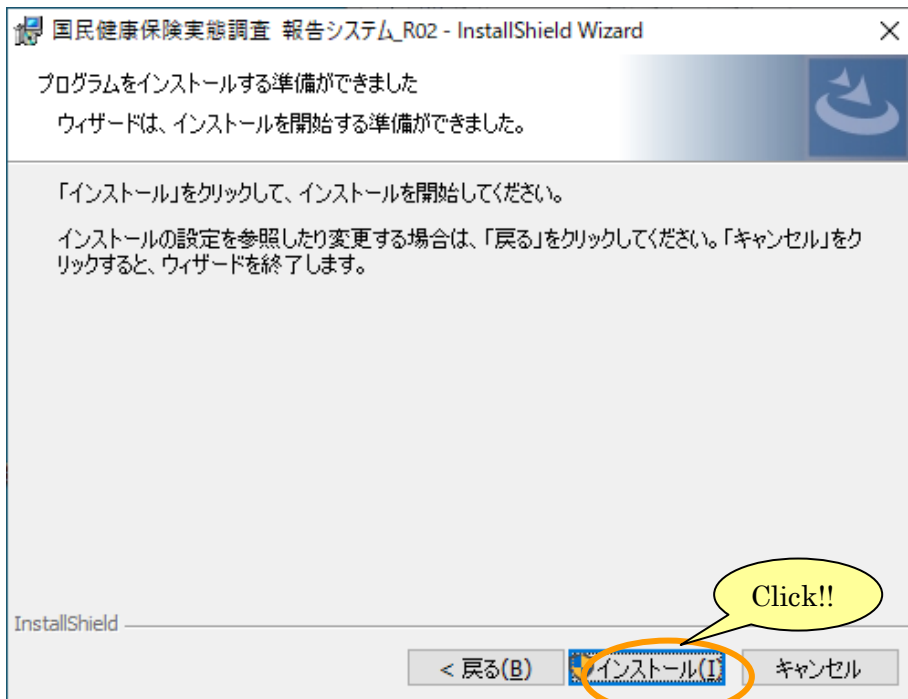 国民健康保険実態調査 報告システム_R02 - InstallShield Wizard
プログラムをインストールする準備ができました
ウィザードは、インストールを開始する準備ができました。
「インストール」をクリックして、インストールを開始してください。
インストールの設定を参照したり変更する場合は、「戻る」をクリックしてください。「キャンセル」をク
リックすると、ウィザードを終了します。
Click!!
InstallShield
< 戻る(B) インストール(I) キャンセル